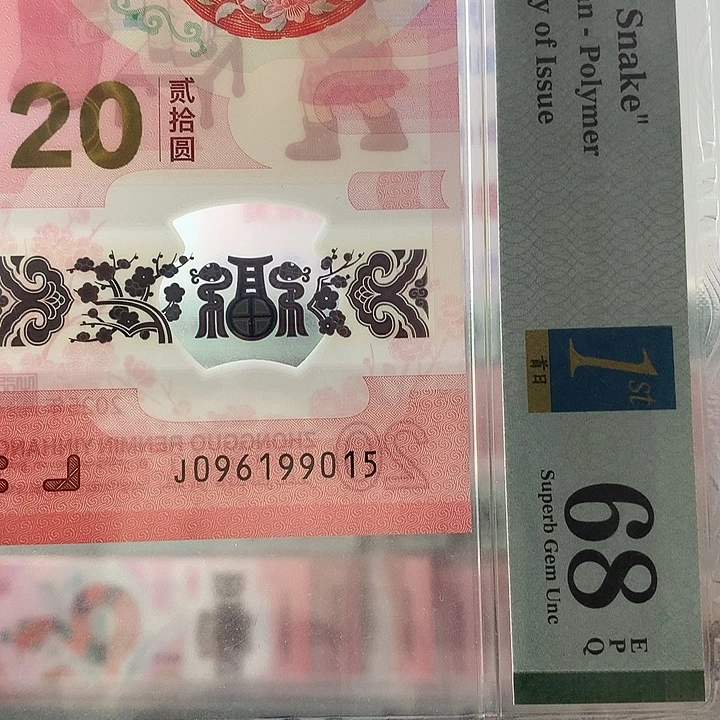 20
贰拾圆
J096199015
Snake"
n - Polymer
y of Issue
1st
首日
68
EPQ
Superb Gem Unc